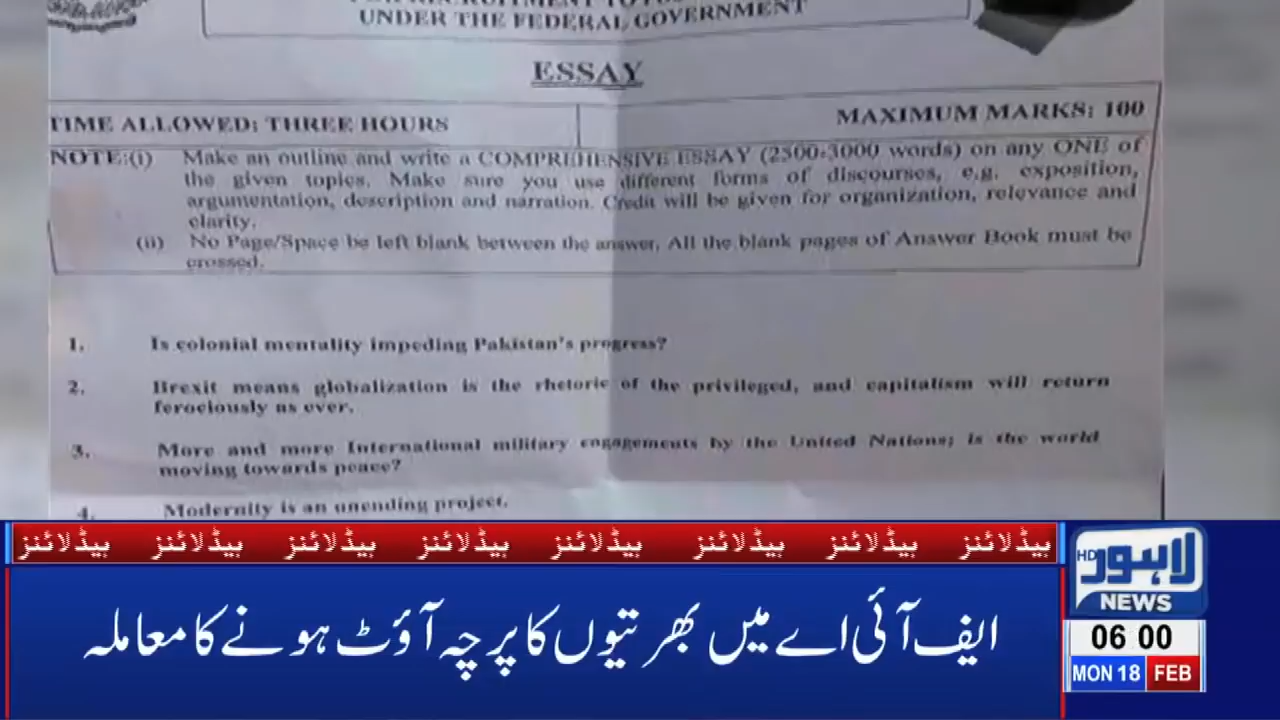 UNDER THE FEDERAL GOVERNMENT
ESSAY
TIME ALLOWED: THREE HOURS
MAXIMUM MARKS: 100
NOTE:(i) Make an outline and write a COMPREHENSIVE ESSAY (2500-3000 words) on any ONE of
the given topics. Make sure you use different forms of discourses, e.g. exposition,
argumentation, description and narration. Credit will be given for organization, relevance and
clarity.
(ii) No Page/Space be left blank between the answer. All the blank pages of Answer Book must be
crossed.
1. Is colonial mentality impeding Pakistan's progress?
2. Brexit means globalization is the rhetoric of the privileged, and capitalism will return
ferociously as ever.
3. More and more International military engagements by the United Nations; is the world
moving towards peace?
4. Modernity is an unending project.
ہیڈلائنز ہیڈلائنز ہیڈلائنز ہیڈلائنز ہیڈلائنز ہیڈلائنز ہیڈلائنز ہیڈلائنز
ایف آئی اے میں بھرتیوں کا پرچہ آؤٹ ہونے کا معاملہ
لاہور HD
NEWS
06 00
MON 18 FEB